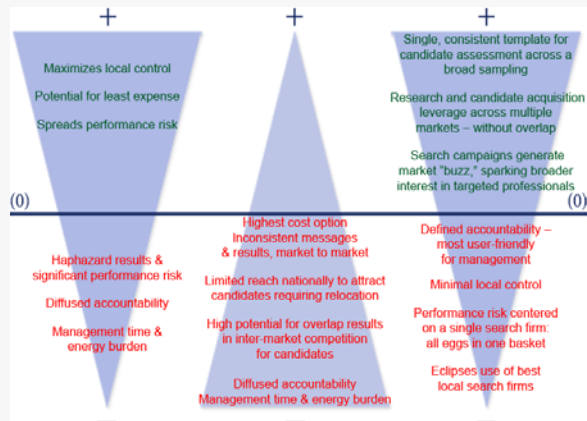 +
+
+
Maximizes local control
Potential for least expense
Spreads performance risk
Single, consistent template for
candidate assessment across a
broad sampling
Research and candidate acquisition
leverage across multiple
markets – without overlap
Search campaigns generate
market "buzz," sparking broader
interest in targeted professionals
(0)
(0)
Haphazard results &
significant performance risk
Diffused accountability
Management time
& energy burden
Highest cost option
Inconsistent messages
& results, market to market
Limited reach nationally to attract
candidates requiring relocation
High potential for overlap results
in inter-market competition
for candidates
Diffused accountability
Management time & energy burden
Defined accountability –
most user-friendly
for management
Minimal local control
Performance risk centered
on a single search firm:
all eggs in one basket
Eclipses use of best
local search firms